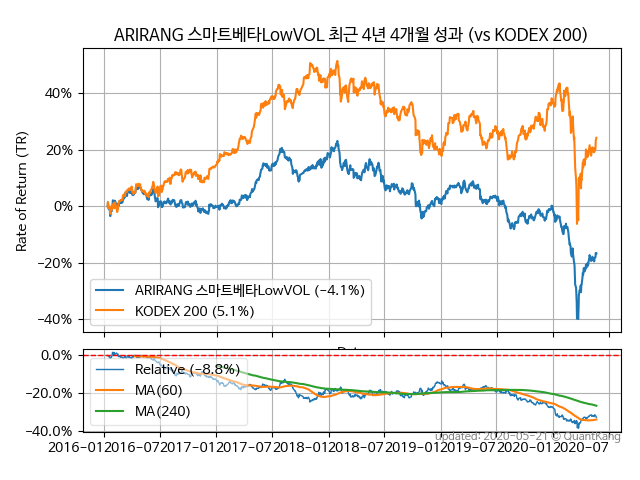 ARIRANG 스마트베타LowVOL 최근 4년 4개월 성과 (vs KODEX 200)
Rate of Return (TR)
40%
20%
0%
−20%
−40%
ARIRANG 스마트베타LowVOL (−4.1%)
KODEX 200 (5.1%)
0.0%
−20.0%
−40.0%
Relative (−8.8%)
MA(60)
MA(240)
2016-01 2016-07 2017-01 2017-07 2018-01 2018-07 2019-01 2019-07 2020-01 2020-07
Updated: 2020-05-21 © QuantKang